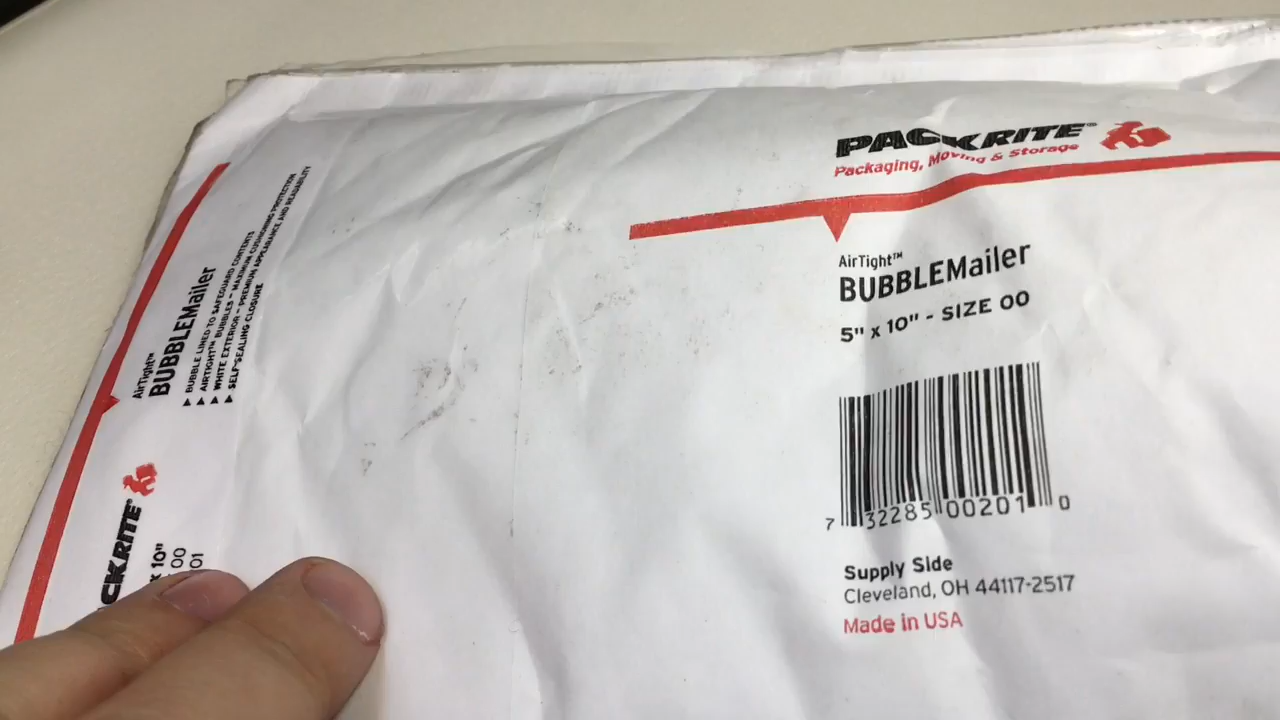 PACKRITE®
Packaging, Moving & Storage
AirTight™
BUBBLEMailer
5" x 10" - SIZE 00
7 32285 00201 0
Supply Side
Cleveland, OH 44117-2517
Made in USA
AirTight™
BUBBLEMailer
▶ BUBBLE LINED TO SAFEGUARD CONTENTS
▶ AIRTIGHT™ BUBBLES - MAXIMUM CUSHIONING PROTECTION
▶ WHITE EXTERIOR - PREMIUM APPEARANCE AND READABILITY
▶ SELF-SEALING CLOSURE
CKRITE®
x 10"
00
01